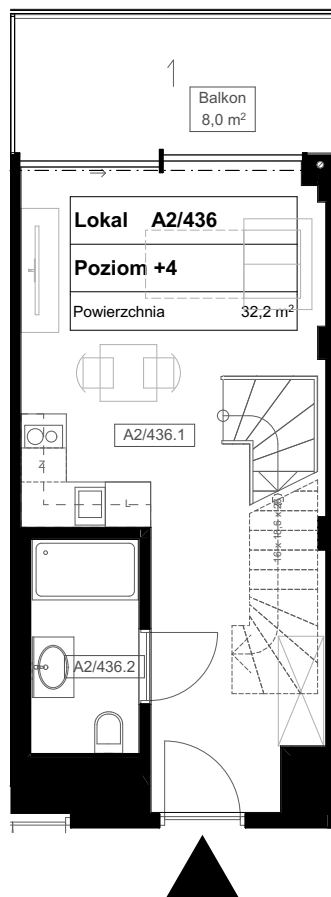 1
Balkon
8,0 m²
Lokal A2/436
Poziom +4
Powierzchnia 32,2 m²
A2/436.1
Z
L
A2/436.2